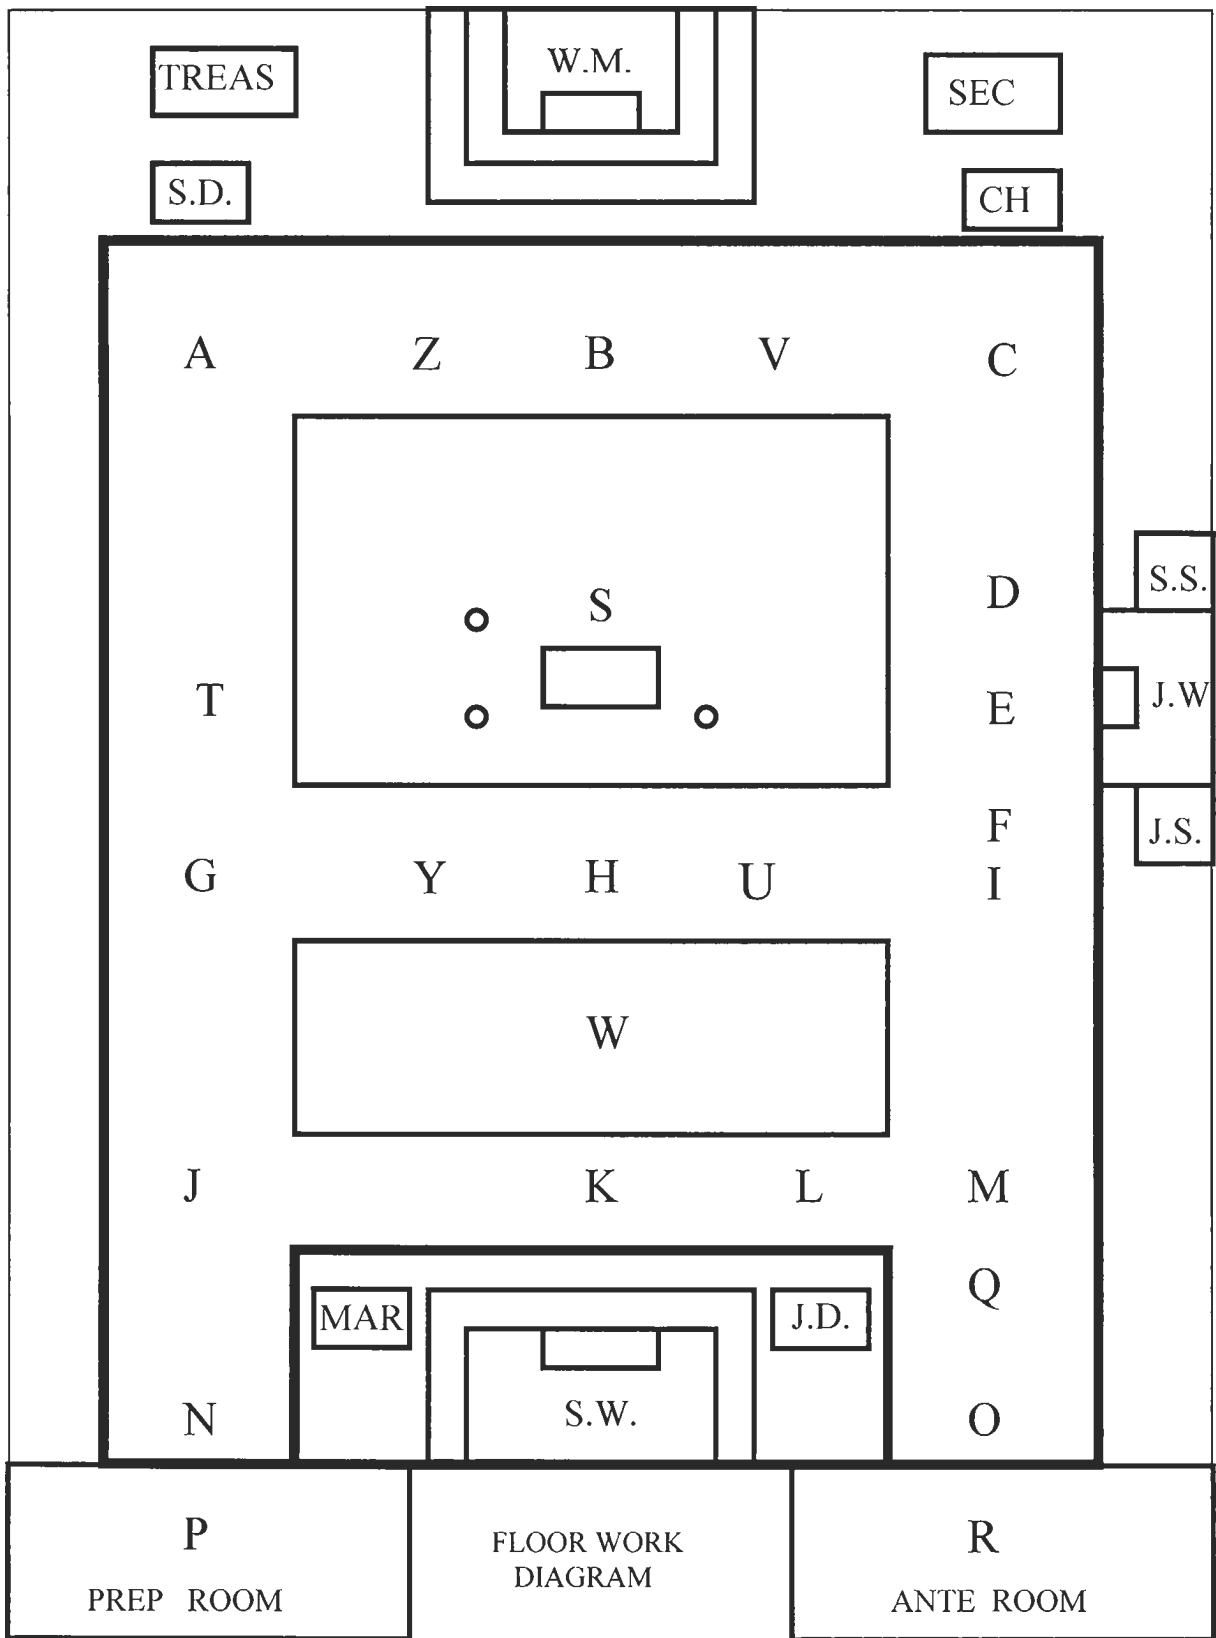 W.M.
TREAS
SEC
S.D.
CH
A Z B V C
D
S.S.
S
T
E
J.W
F
J.S.
G Y H U I
W
J K L M
Q
MAR
J.D.
S.W.
N
O
P
R
FLOOR WORK
DIAGRAM
PREP ROOM
ANTE ROOM